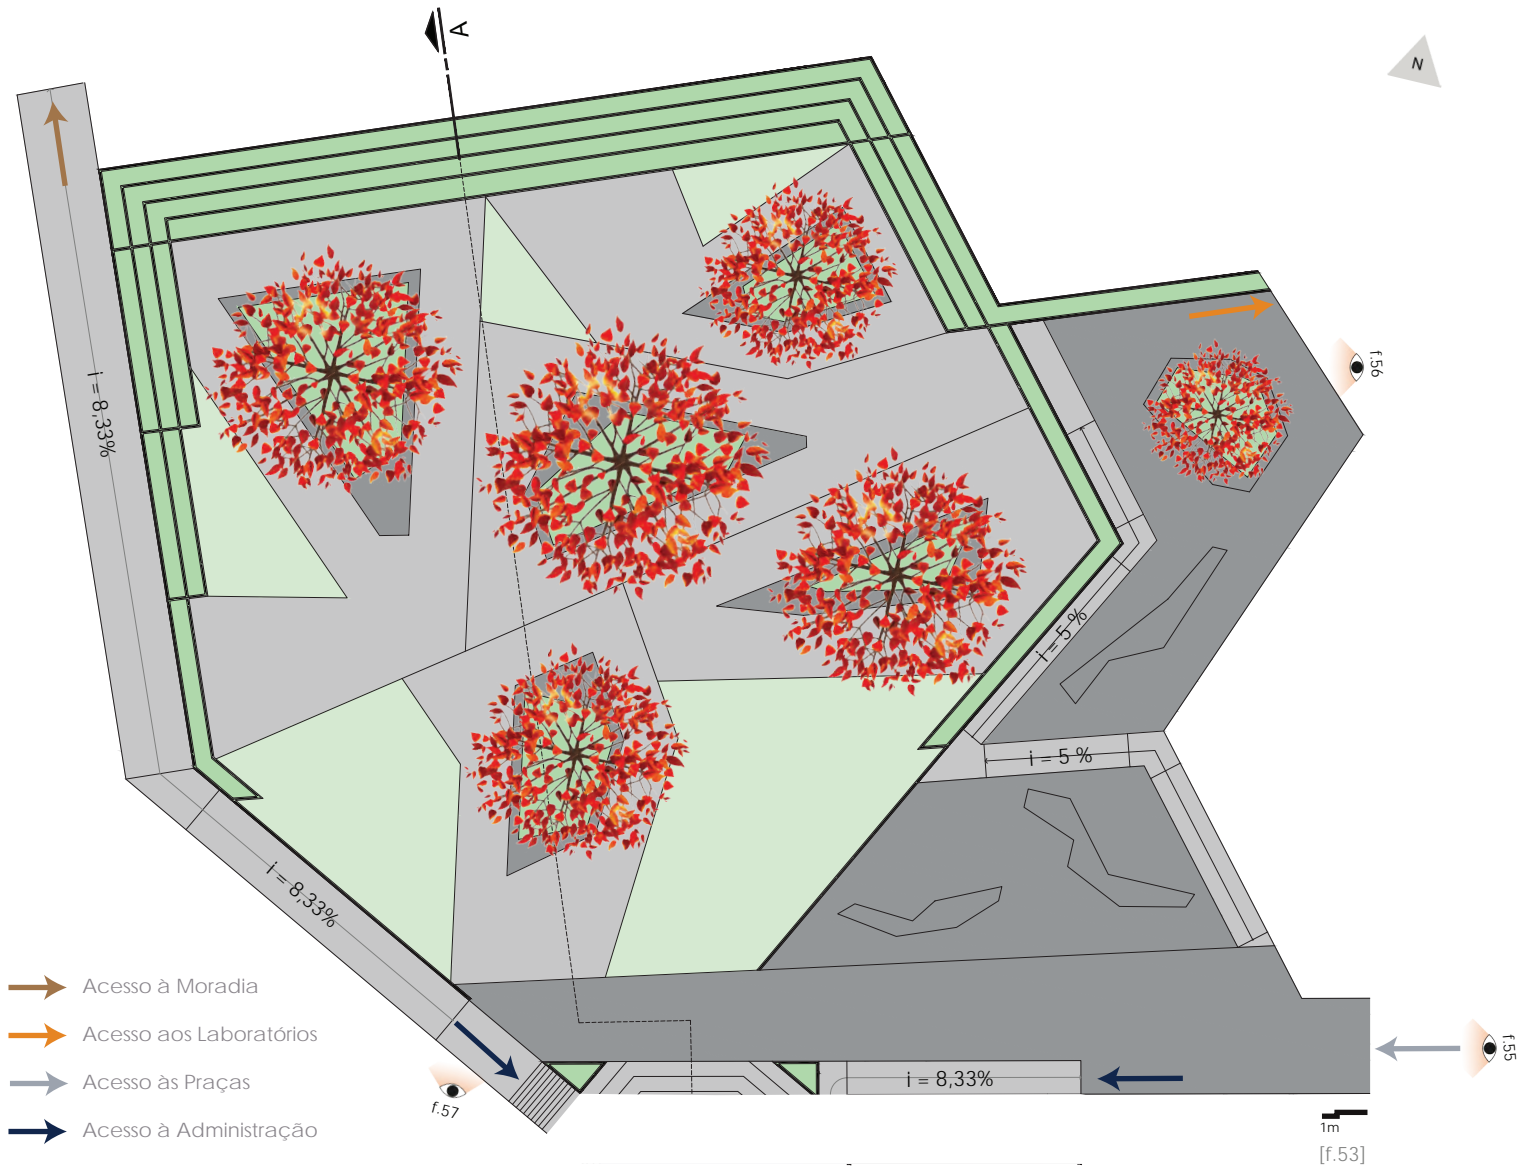 A
N
f.56
i = 8,33%
i = 5 %
i = 5 %
i = 8,33%
Acesso à Moradia
Acesso aos Laboratórios
Acesso às Praças
Acesso à Administração
f.55
i = 8,33%
f.57
1m
[f.53]